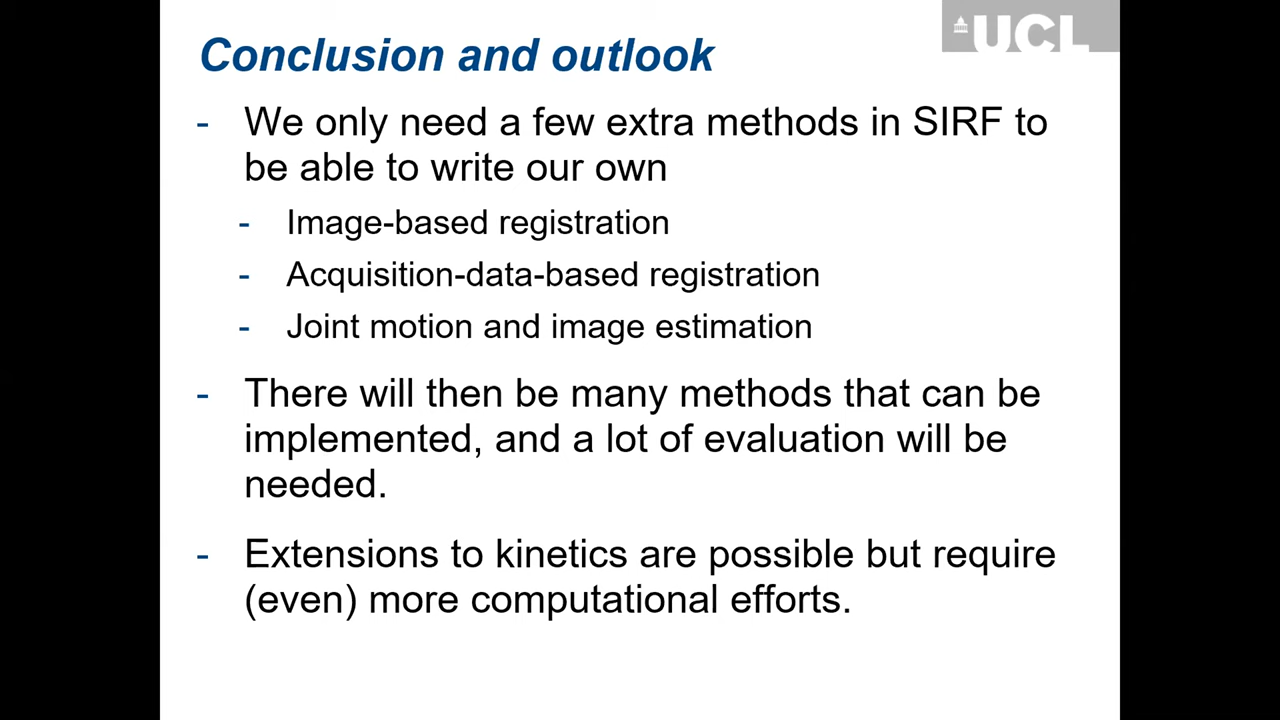 UCL
Conclusion and outlook
- We only need a few extra methods in SIRF to
be able to write our own
- Image-based registration
- Acquisition-data-based registration
- Joint motion and image estimation
- There will then be many methods that can be
implemented, and a lot of evaluation will be
needed.
- Extensions to kinetics are possible but require
(even) more computational efforts.